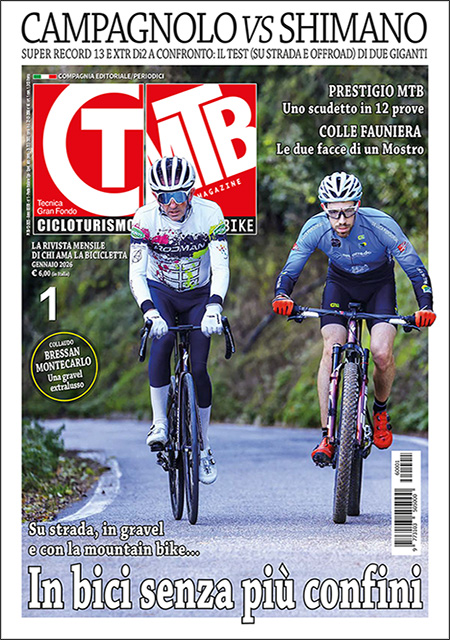 CAMPAGNOLO VS SHIMANO
SUPER RECORD 13 E XTR Di2 A CONFRONTO: IL TEST (SU STRADA E OFFROAD) DI DUE GIGANTI
COMPAGNIA EDITORIALE/PERIODICI
CT
MTB
MAGAZINE
Tecnica
Gran Fondo
CICLOTURISMO
BIKE
PRESTIGIO MTB
Uno scudetto in 12 prove
COLLE FAUNIERA
Le due facce di un Mostro
LA RIVISTA MENSILE
DI CHI AMA LA BICICLETTA
GENNAIO 2026
€ 6,00 (in Italia)
1
COLLAUDO
BRESSAN
MONTECARLO
Una gravel
extralusso
Su strada, in gravel
e con la mountain bike...
In bici senza più confini
60001